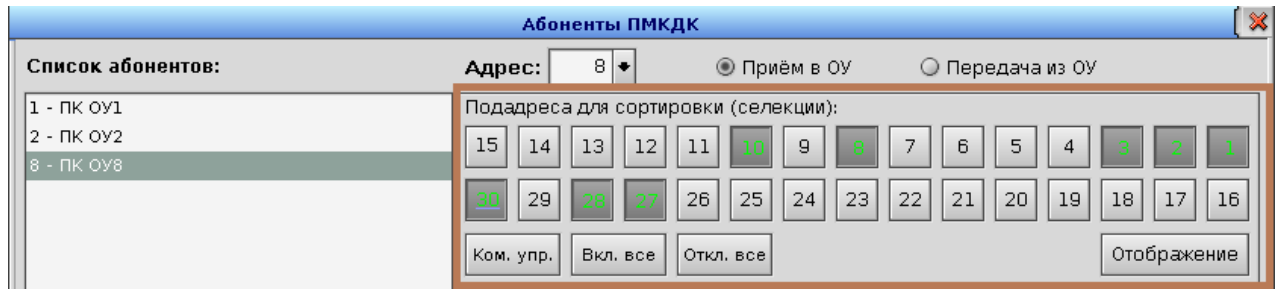 Абоненты ПМКДК
Список абонентов:
Адрес: 8 Приём в ОУ Передача из ОУ
1 - ПК ОУ1
2 - ПК ОУ2
8 - ПК ОУ8
Подадреса для сортировки (селекции):
15 14 13 12 11 10 9 8 7 6 5 4 3 2 1
30 29 28 27 26 25 24 23 22 21 20 19 18 17 16
Ком. упр. Вкл. все Откл. все Отображение